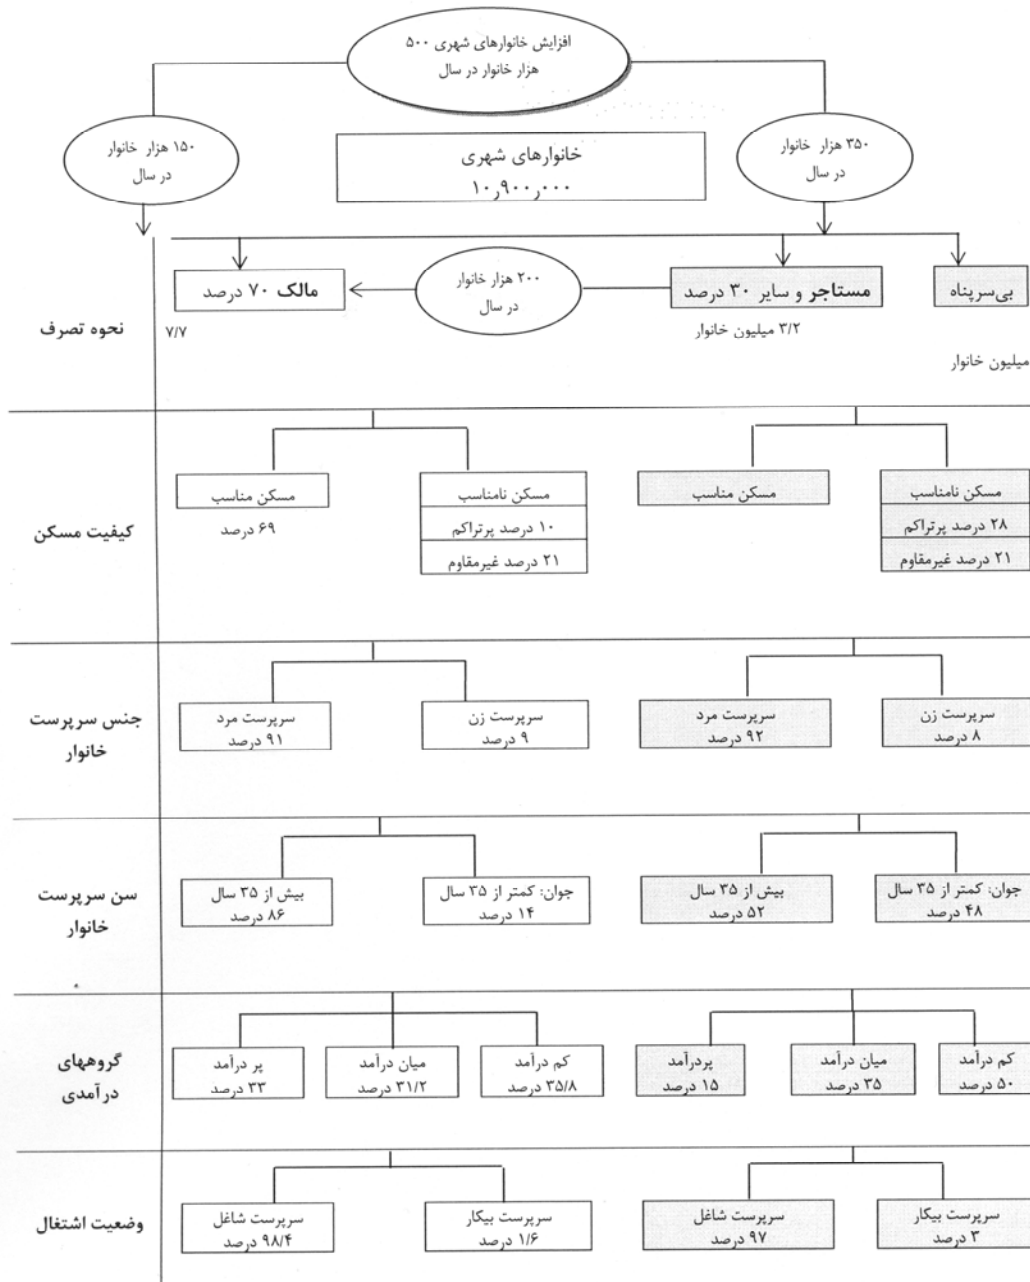 افزایش خانوارهای شهری ۵۰۰
هزار خانوار در سال
۳۵۰ هزار خانوار
در سال
خانوارهای شهری
۱۰٫۹۰۰٫۰۰۰
۱۵۰ هزار خانوار
در سال
بی‌سرپناه
مستاجر و سایر ۳۰ درصد
۲۰۰ هزار خانوار
در سال
مالک ۷۰ درصد
نحوه تصرف
۳/۲ میلیون خانوار
۷/۷
میلیون خانوار
کیفیت مسکن
مسکن نامناسب
۲۸ درصد پرتراکم
۲۱ درصد غیرمقاوم
مسکن مناسب
مسکن نامناسب
۱۰ درصد پرتراکم
۲۱ درصد غیرمقاوم
مسکن مناسب
۶۹ درصد
جنس سرپرست
خانوار
سرپرست زن
۸ درصد
سرپرست مرد
۹۲ درصد
سرپرست زن
۹ درصد
سرپرست مرد
۹۱ درصد
سن سرپرست
خانوار
جوان: کمتر از ۳۵ سال
۴۸ درصد
بیش از ۳۵ سال
۵۲ درصد
جوان: کمتر از ۳۵ سال
۱۴ درصد
بیش از ۳۵ سال
۸۶ درصد
گروههای
درآمدی
کم درآمد
۵۰ درصد
میان درآمد
۳۵ درصد
پردرآمد
۱۵ درصد
کم درآمد
۳۵/۸ درصد
میان درآمد
۳۱/۲ درصد
پر درآمد
۳۳ درصد
وضعیت اشتغال
سرپرست بیکار
۳ درصد
سرپرست شاغل
۹۷ درصد
سرپرست بیکار
۱/۶ درصد
سرپرست شاغل
۹۸/۴ درصد